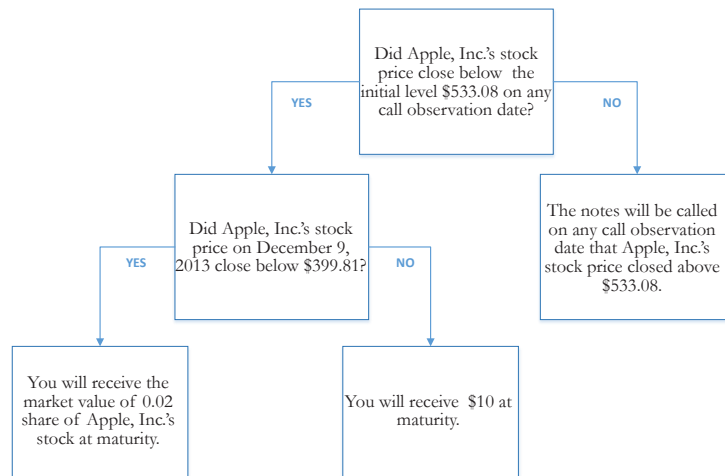 Did Apple, Inc.'s stock
price close below the
initial level $533.08 on any
call observation date?
YES
NO
Did Apple, Inc.'s stock
price on December 9,
2013 close below $399.81?
The notes will be called
on any call observation
date that Apple, Inc.'s
stock price closed above
$533.08.
YES
NO
You will receive the
market value of 0.02
share of Apple, Inc.'s
stock at maturity.
You will receive $10 at
maturity.